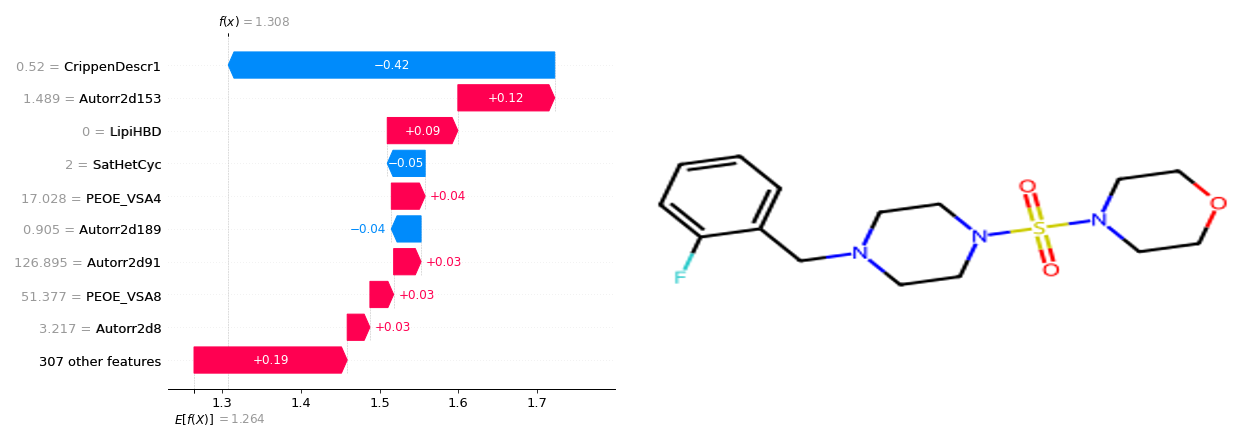 f(x) = 1.308
0.52 = CrippenDescr1
−0.42
1.489 = Autorr2d153
+0.12
0 = LipiHBD
+0.09
2 = SatHetCyc
−0.05
17.028 = PEOE_VSA4
+0.04
0.905 = Autorr2d189
−0.04
126.895 = Autorr2d91
+0.03
51.377 = PEOE_VSA8
+0.03
3.217 = Autorr2d8
+0.03
307 other features
+0.19
1.3 1.4 1.5 1.6 1.7
E[f(X)] = 1.264
F
N
N
S
O
O
N
O